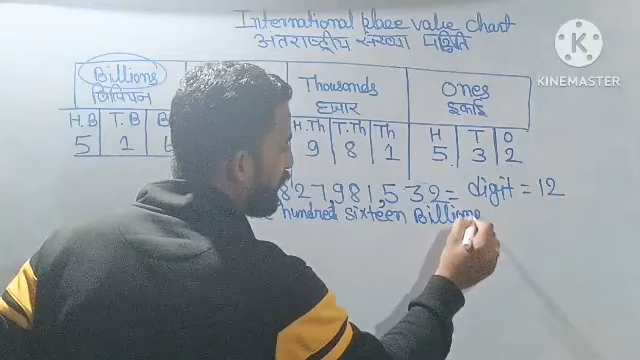 International place value chart
अतराष्ट्रीय संख्या पद्धति
Billions Thousands Ones
बिलियन हजार इकाई
H.B T.B B H.Th T.Th Th H T O
5 1 9 8 1 5 3 2
827,981,532 = digit = 12
hundred sixteen Billions
KINEMASTER